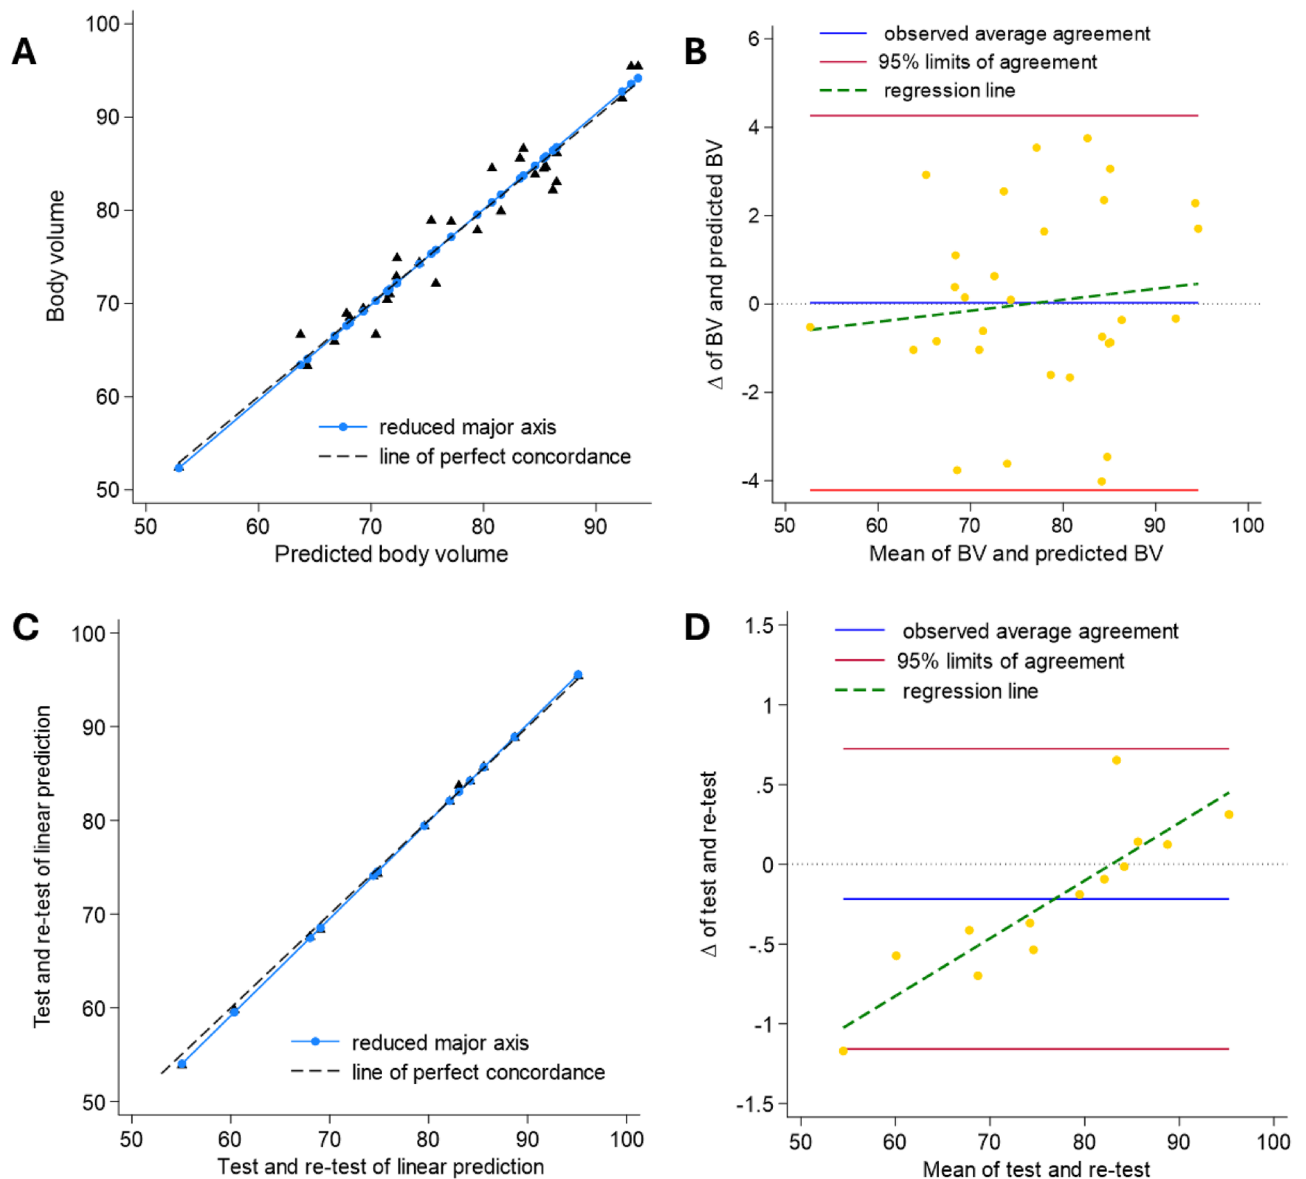 A
100
90
80
70
60
50
Body volume
reduced major axis
line of perfect concordance
50 60 70 80 90
Predicted body volume
B
observed average agreement
95% limits of agreement
regression line
6
4
2
0
-2
-4
Δ of BV and predicted BV
50 60 70 80 90 100
Mean of BV and predicted BV
C
100
90
80
70
60
50
Test and re-test of linear prediction
reduced major axis
line of perfect concordance
50 60 70 80 90 100
Test and re-test of linear prediction
D
observed average agreement
95% limits of agreement
regression line
1.5
1
.5
0
-.5
-1
-1.5
Δ of test and re-test
50 60 70 80 90 100
Mean of test and re-test